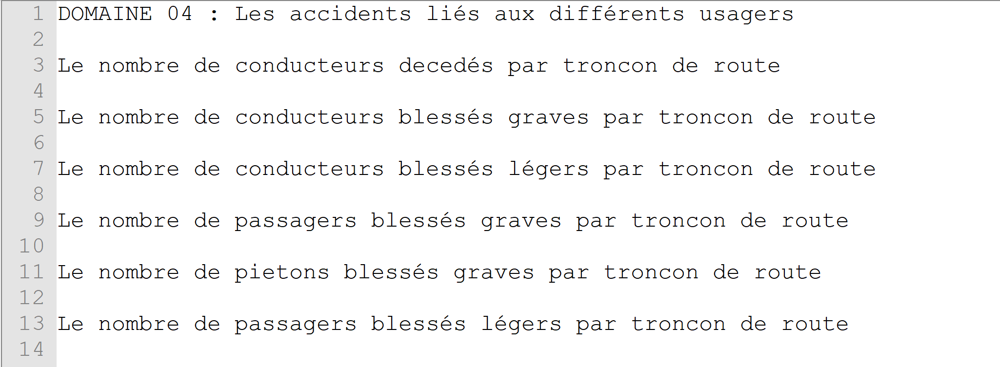 1 DOMAINE 04 : Les accidents liés aux différents usagers
2
3 Le nombre de conducteurs decedés par troncon de route
4
5 Le nombre de conducteurs blessés graves par troncon de route
6
7 Le nombre de conducteurs blessés légers par troncon de route
8
9 Le nombre de passagers blessés graves par troncon de route
10
11 Le nombre de pietons blessés graves par troncon de route
12
13 Le nombre de passagers blessés légers par troncon de route
14